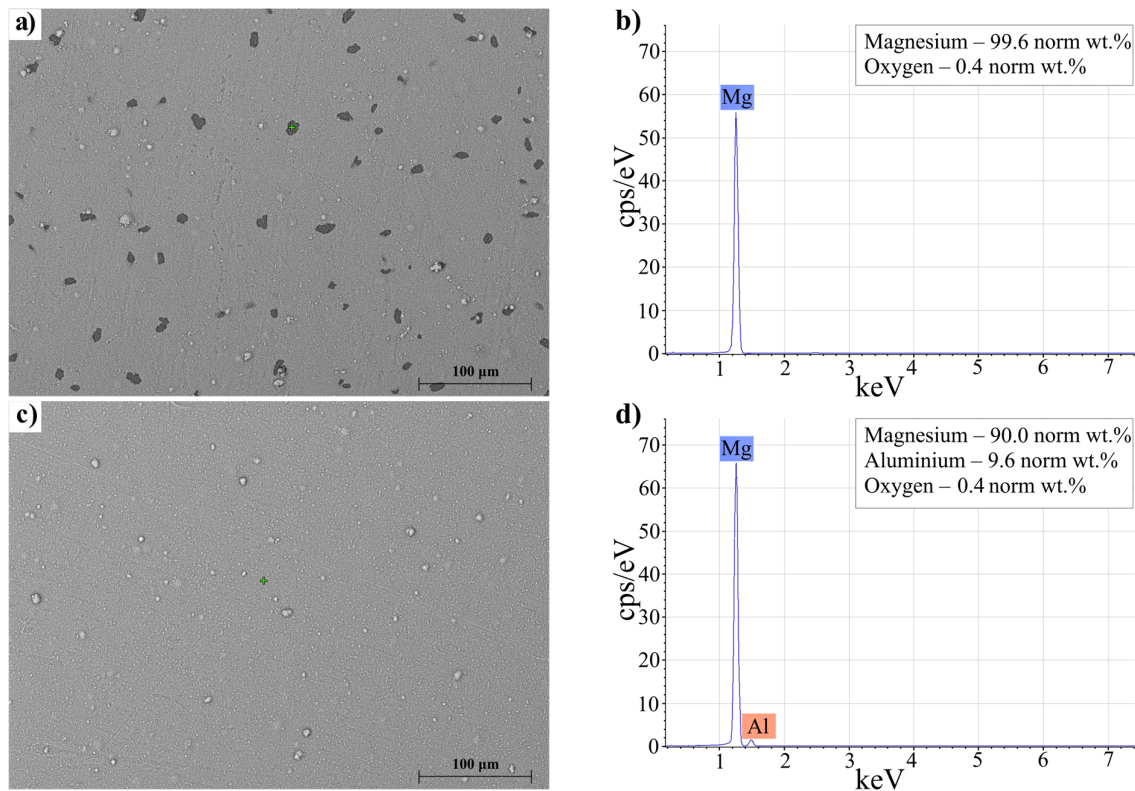 a)
100 µm
b)
cps/eV
70
60
50
40
30
20
10
0
Mg
Magnesium – 99.6 norm wt.%
Oxygen – 0.4 norm wt.%
1 2 3 4 5 6 7
keV
c)
100 µm
d)
cps/eV
70
60
50
40
30
20
10
0
Mg
Al
Magnesium – 90.0 norm wt.%
Aluminium – 9.6 norm wt.%
Oxygen – 0.4 norm wt.%
1 2 3 4 5 6 7
keV